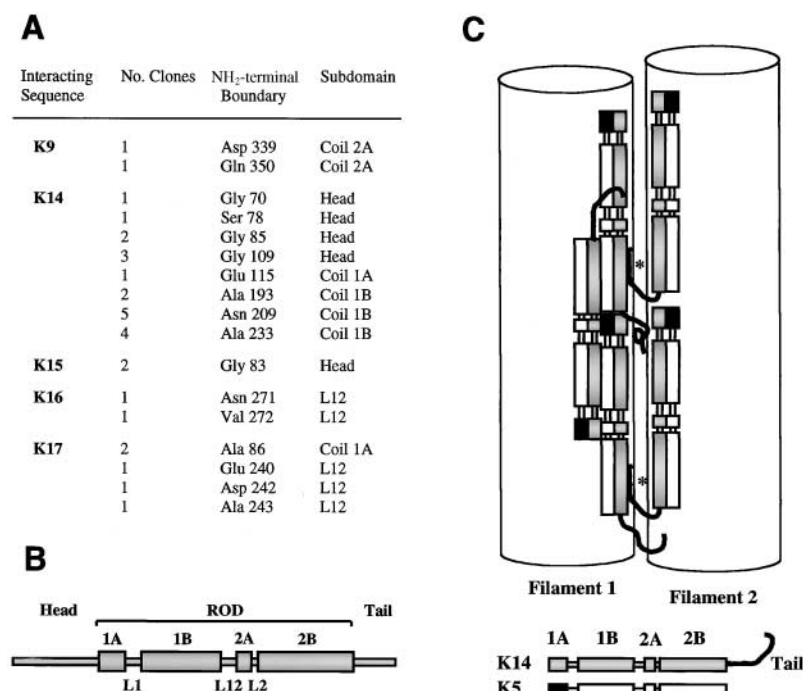 A
Interacting Sequence No. Clones NH2-terminal Boundary Subdomain
K9 1 Asp 339 Coil 2A
1 Gln 350 Coil 2A
K14 1 Gly 70 Head
1 Ser 78 Head
2 Gly 85 Head
3 Gly 109 Head
1 Glu 115 Coil 1A
2 Ala 193 Coil 1B
5 Asn 209 Coil 1B
4 Ala 233 Coil 1B
K15 2 Gly 83 Head
K16 1 Asn 271 L12
1 Val 272 L12
K17 2 Ala 86 Coil 1A
1 Glu 240 L12
1 Asp 242 L12
1 Ala 243 L12
B
Head ROD Tail
1A 1B 2A 2B
L1 L12 L2
C
*
*
Filament 1 Filament 2
1A 1B 2A 2B
K14 Tail
K5